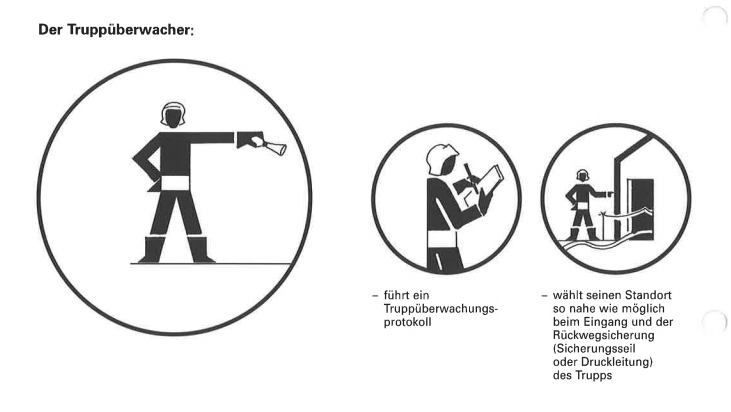 Der Truppüberwacher:
– führt ein
Truppüberwachungs-
protokoll
– wählt seinen Standort
so nahe wie möglich
beim Eingang und der
Rückwegsicherung
(Sicherungsseil
oder Druckleitung)
des Trupps